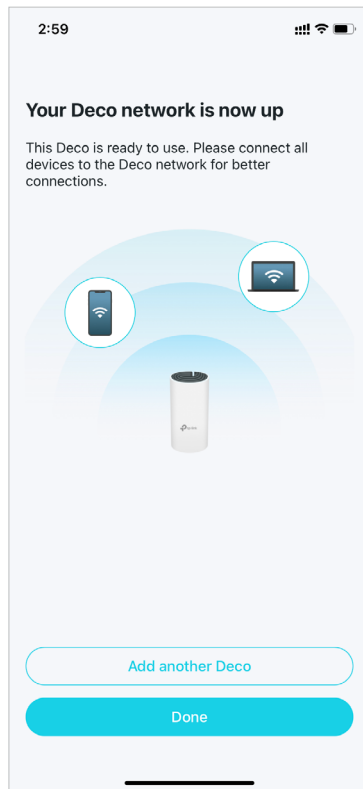 2:59
Your Deco network is now up
This Deco is ready to use. Please connect all
devices to the Deco network for better
connections.
Add another Deco
Done